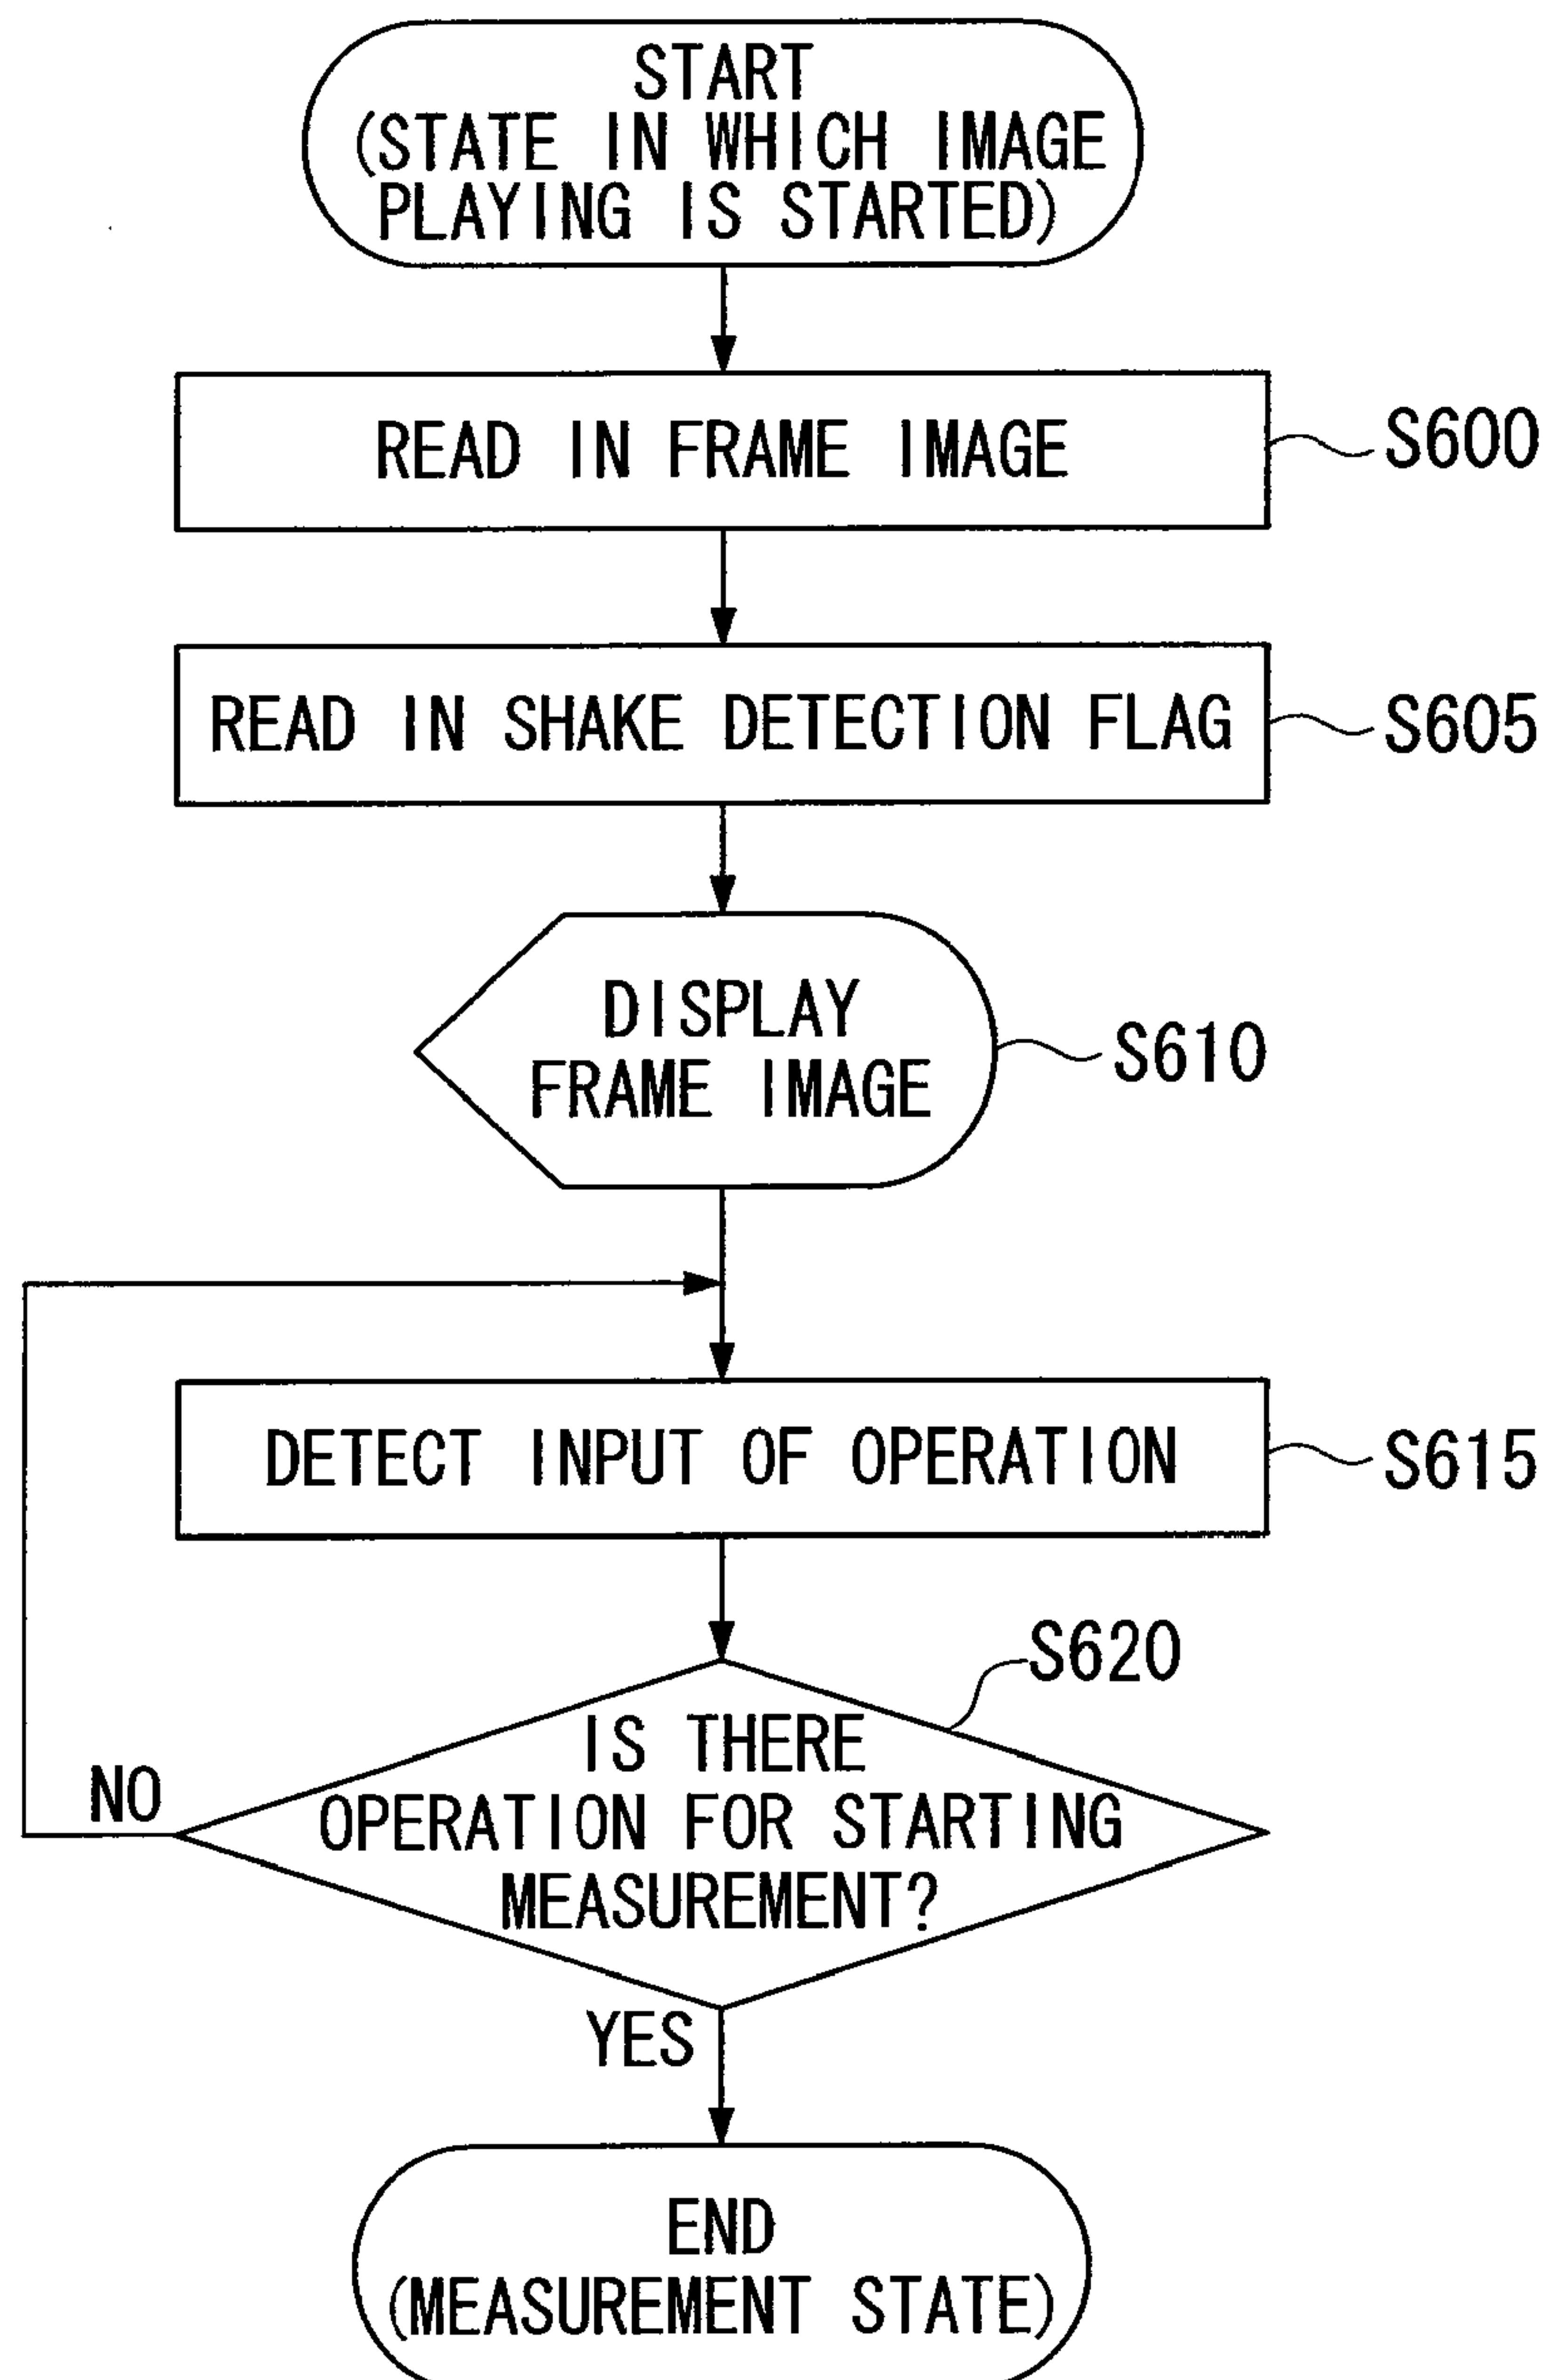 START
(STATE IN WHICH IMAGE
PLAYING IS STARTED)
READ IN FRAME IMAGE
S600
READ IN SHAKE DETECTION FLAG
S605
DISPLAY
FRAME IMAGE
S610
DETECT INPUT OF OPERATION
S615
S620
IS THERE
OPERATION FOR STARTING
MEASUREMENT?
NO
YES
END
(MEASUREMENT STATE)